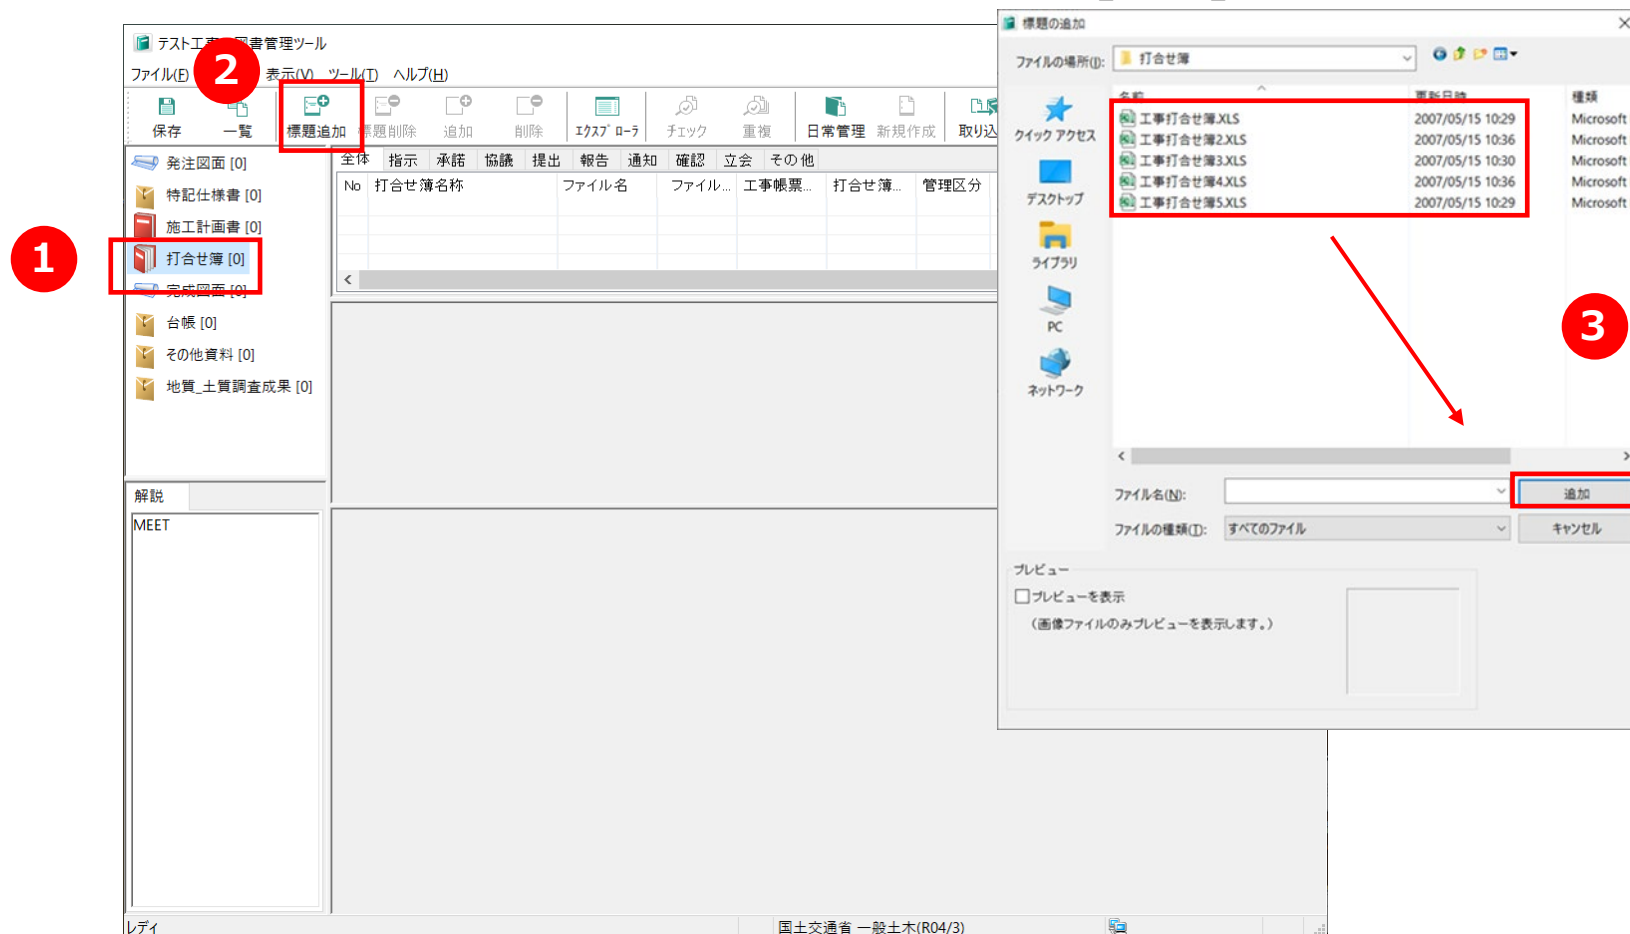 テスト工事 図書管理ツール
ファイル(F) 表示(V) ツール(T) ヘルプ(H)
2
保存 一覧 標題追加 標題削除 追加 削除 エクスプローラ チェック 重複 日常管理 新規作成 取り込
発注図面 [0]
特記仕様書 [0]
施工計画書 [0]
1
打合せ簿 [0]
完成図面 [0]
台帳 [0]
その他資料 [0]
地質_土質調査成果 [0]
全体 指示 承諾 協議 提出 報告 通知 確認 立会 その他
No 打合せ簿名称 ファイル名 ファイル... 工事帳票... 打合せ簿... 管理区分
解説
MEET
レディ
国土交通省 一般土木(R04/3)
標題の追加
ファイルの場所(I): 打合せ簿
クイック アクセス
デスクトップ
ライブラリ
PC
ネットワーク
名前 更新日時 種類
工事打合せ簿.XLS 2007/05/15 10:29 Microsoft
工事打合せ簿2.XLS 2007/05/15 10:36 Microsoft
工事打合せ簿3.XLS 2007/05/15 10:30 Microsoft
工事打合せ簿4.XLS 2007/05/15 10:36 Microsoft
工事打合せ簿5.XLS 2007/05/15 10:29 Microsoft
3
ファイル名(N): 追加
ファイルの種類(T): すべてのファイル キャンセル
プレビュー
プレビューを表示
(画像ファイルのみプレビューを表示します。)